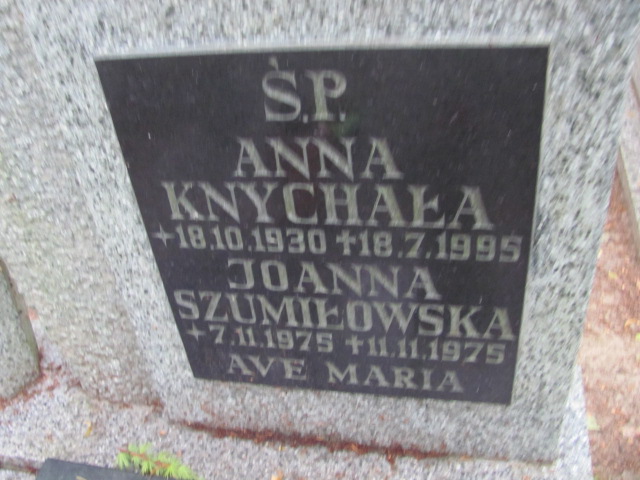 Ś.P.
ANNA
KNYCHAŁA
+18.10.1930 ✝18.7.1995
JOANNA
SZUMIŁOWSKA
+7.11.1975 ✝11.11.1975
AVE MARIA